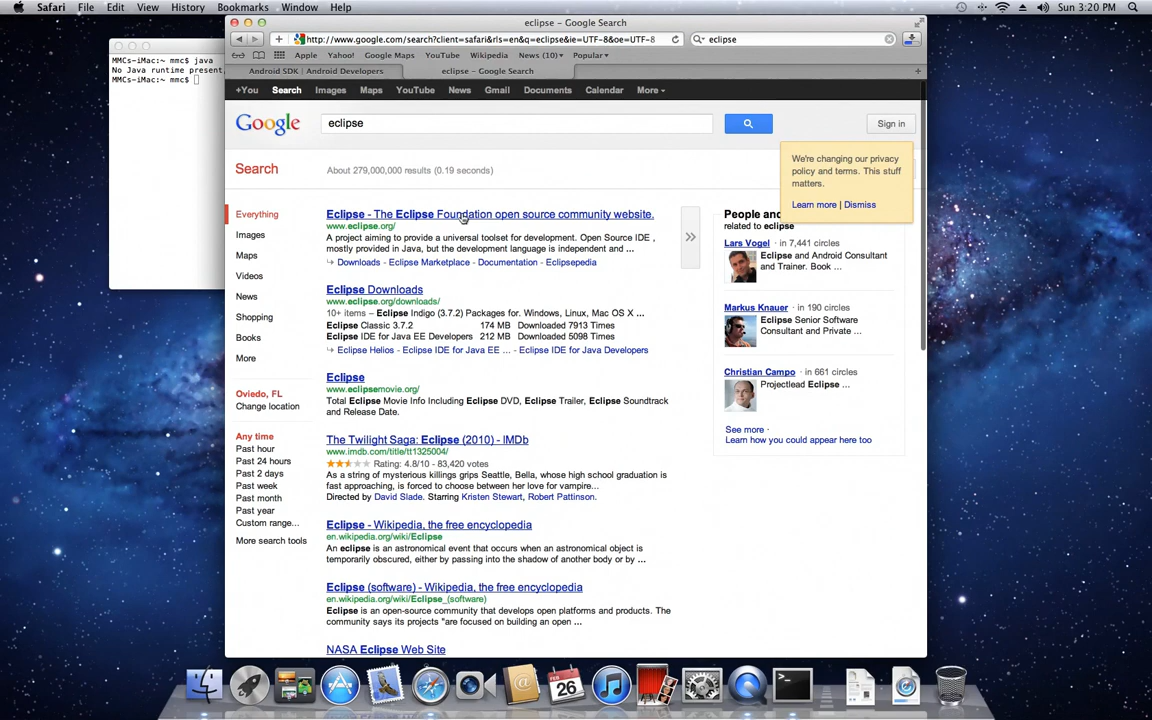 Safari File Edit View History Bookmarks Window Help
Sun 3:20 PM
MMCs-iMac:~ mmc$ java
No Java runtime present
MMCs-iMac:~ mmc$
eclipse – Google Search
http://www.google.com/search?client=safari&rls=en&q=eclipse&ie=UTF-8&oe=UTF-8
eclipse
Apple Yahoo! Google Maps YouTube Wikipedia News (10) Popular
Android SDK | Android Developers
eclipse – Google Search
+You Search Images Maps YouTube News Gmail Documents Calendar More
Google
eclipse
Sign in
Search
About 279,000,000 results (0.19 seconds)
We're changing our privacy
policy and terms. This stuff
matters.
Learn more | Dismiss
Everything
Images
Maps
Videos
News
Shopping
Books
More
Oviedo, FL
Change location
Any time
Past hour
Past 24 hours
Past 2 days
Past week
Past month
Past year
Custom range...
More search tools
Eclipse - The Eclipse Foundation open source community website.
www.eclipse.org/
A project aiming to provide a universal toolset for development. Open Source IDE ,
mostly provided in Java, but the development language is independent and ...
Downloads - Eclipse Marketplace - Documentation - Eclipsepedia
Eclipse Downloads
www.eclipse.org/downloads/
10+ items – Eclipse Indigo (3.7.2) Packages for. Windows, Linux, Mac OS X ...
Eclipse Classic 3.7.2 174 MB Downloaded 7913 Times
Eclipse IDE for Java EE Developers 212 MB Downloaded 5098 Times
Eclipse Helios - Eclipse IDE for Java EE ... - Eclipse IDE for Java Developers
Eclipse
www.eclipsemovie.org/
Total Eclipse Movie Info Including Eclipse DVD, Eclipse Trailer, Eclipse Soundtrack
and Release Date.
The Twilight Saga: Eclipse (2010) - IMDb
www.imdb.com/title/tt1325004/
Rating: 4.8/10 - 83,420 votes
As a string of mysterious killings grips Seattle, Bella, whose high school graduation is
fast approaching, is forced to choose between her love for vampire...
Directed by David Slade. Starring Kristen Stewart, Robert Pattinson.
Eclipse - Wikipedia, the free encyclopedia
en.wikipedia.org/wiki/Eclipse
An eclipse is an astronomical event that occurs when an astronomical object is
temporarily obscured, either by passing into the shadow of another body or by ...
Eclipse (software) - Wikipedia, the free encyclopedia
en.wikipedia.org/wiki/Eclipse_(software)
Eclipse is an open-source community that develops open platforms and products. The
community says its projects "are focused on building an open ...
NASA Eclipse Web Site
People and
related to eclipse
Lars Vogel - in 7,441 circles
Eclipse and Android Consultant
and Trainer. Book ...
Markus Knauer - in 190 circles
Eclipse Senior Software
Consultant and Private ...
Christian Campo - in 661 circles
Projectlead Eclipse ...
See more
Learn how you could appear here too
FEB
26